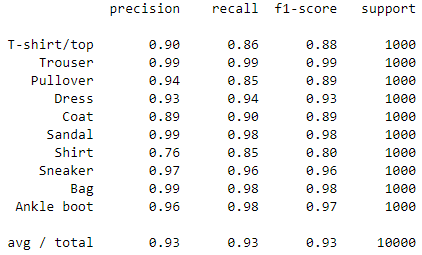 precision recall f1-score support
T-shirt/top 0.90 0.86 0.88 1000
Trouser 0.99 0.99 0.99 1000
Pullover 0.94 0.85 0.89 1000
Dress 0.93 0.94 0.93 1000
Coat 0.89 0.90 0.89 1000
Sandal 0.99 0.98 0.98 1000
Shirt 0.76 0.85 0.80 1000
Sneaker 0.97 0.96 0.96 1000
Bag 0.99 0.98 0.98 1000
Ankle boot 0.96 0.98 0.97 1000
avg / total 0.93 0.93 0.93 10000